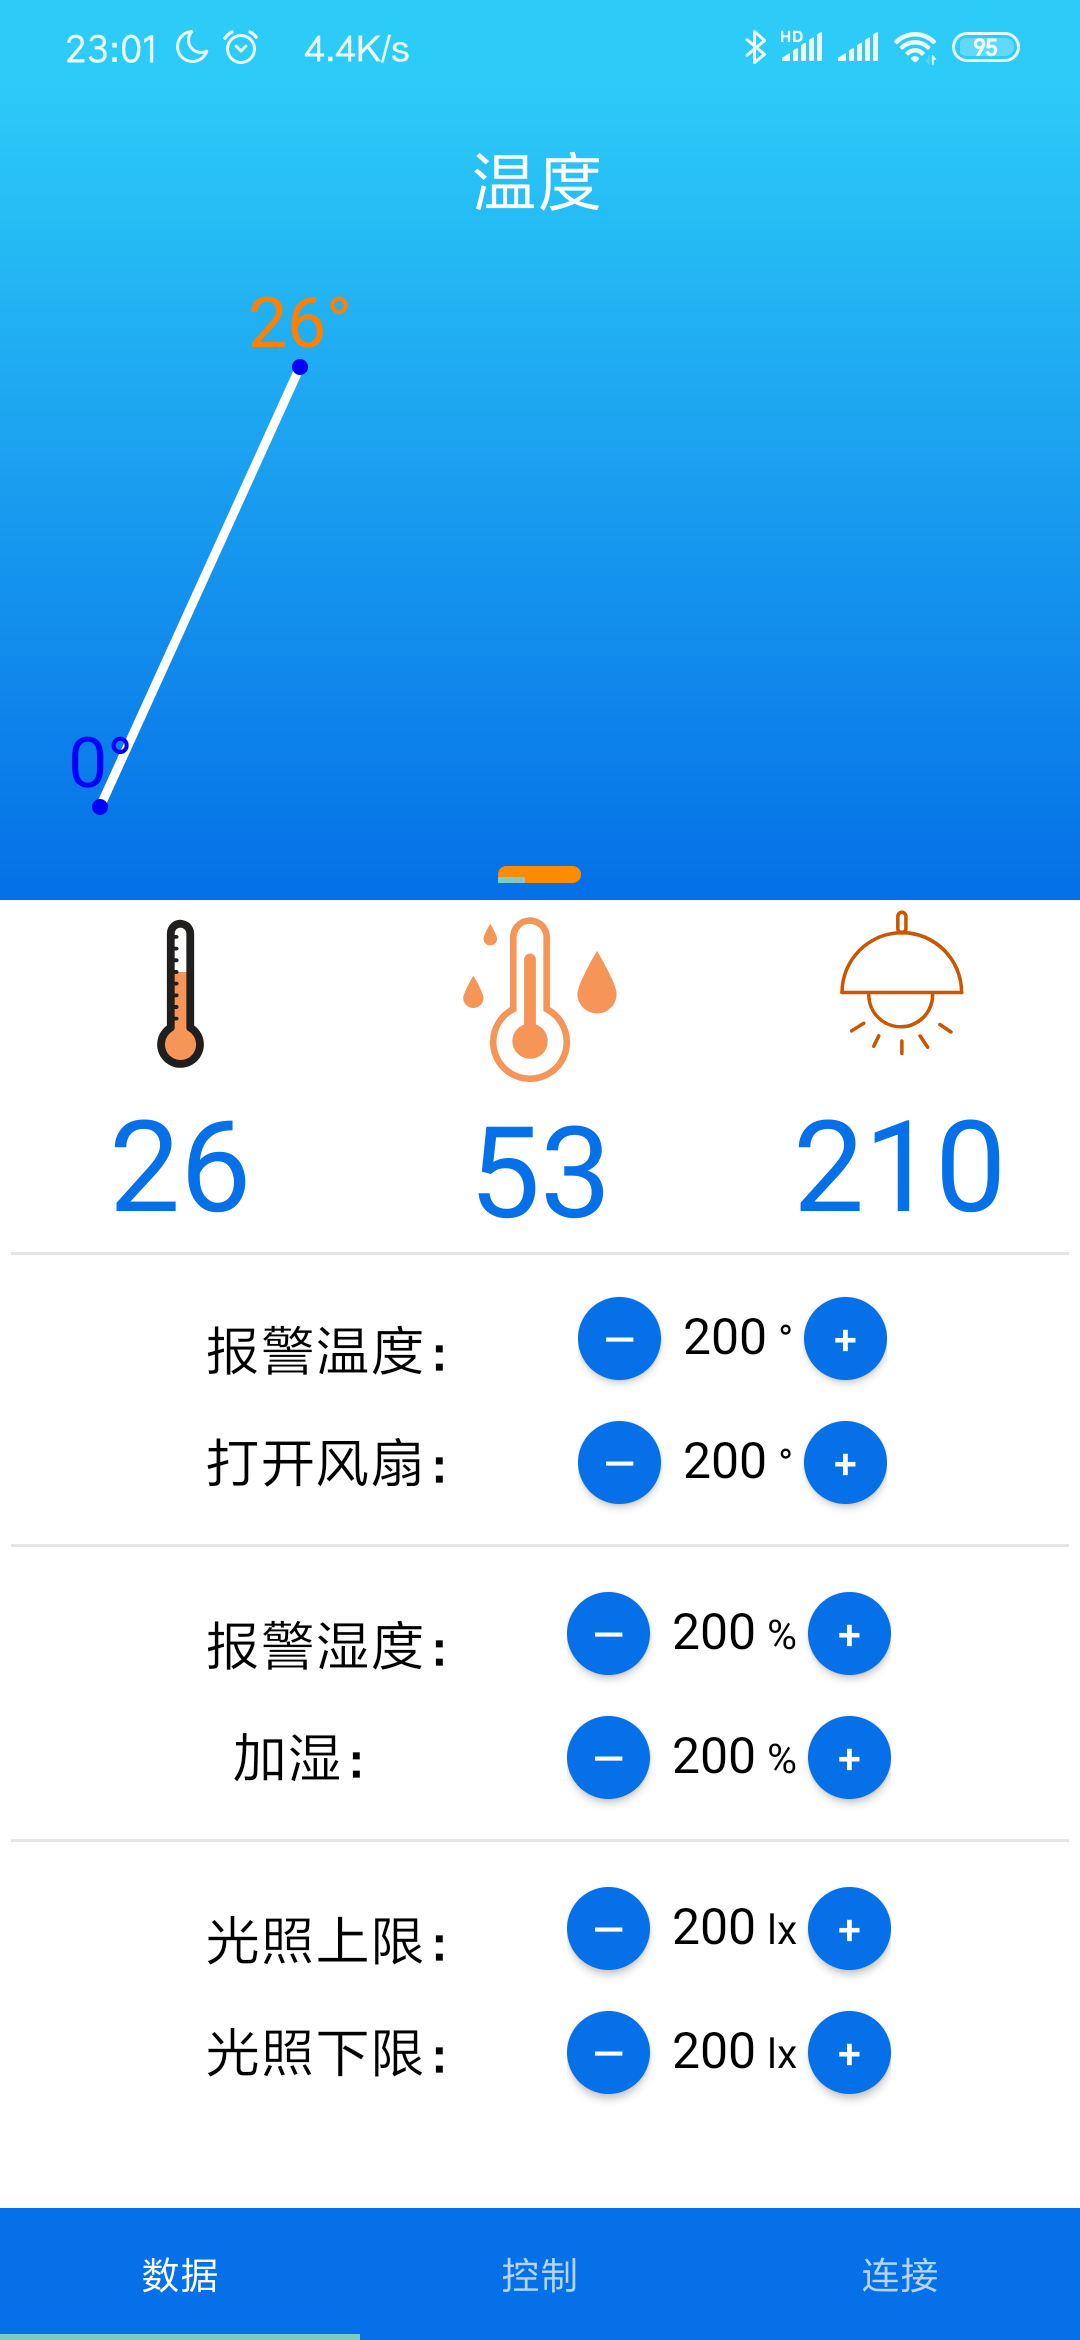 23:01 4.4K/s HD 95
温度
26°
0°
26 53 210
报警温度: − 200 ° +
打开风扇: − 200 ° +
报警湿度: − 200 % +
加湿: − 200 % +
光照上限: − 200 lx +
光照下限: − 200 lx +
数据 控制 连接